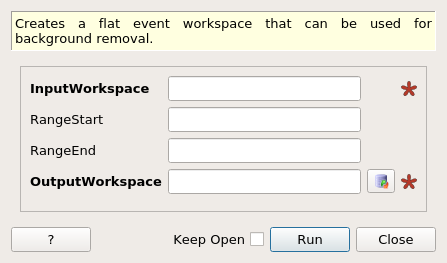 Creates a flat event workspace that can be used for
background removal.
InputWorkspace
RangeStart
RangeEnd
OutputWorkspace
? Keep Open Run Close